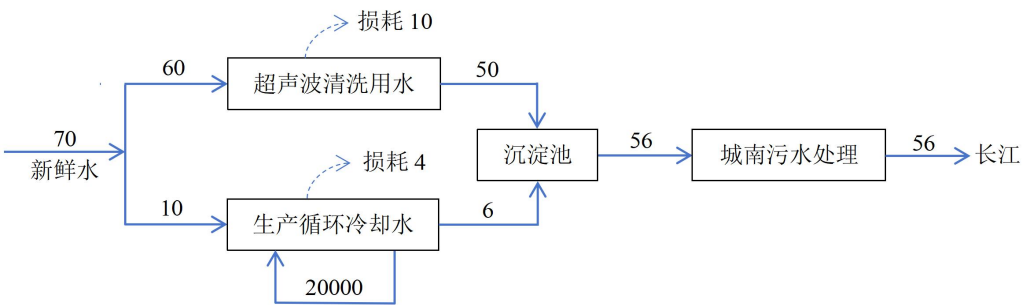 损耗 10
60
超声波清洗用水
50
70
新鲜水
沉淀池
56
城南污水处理
56
长江
损耗 4
10
生产循环冷却水
6
20000